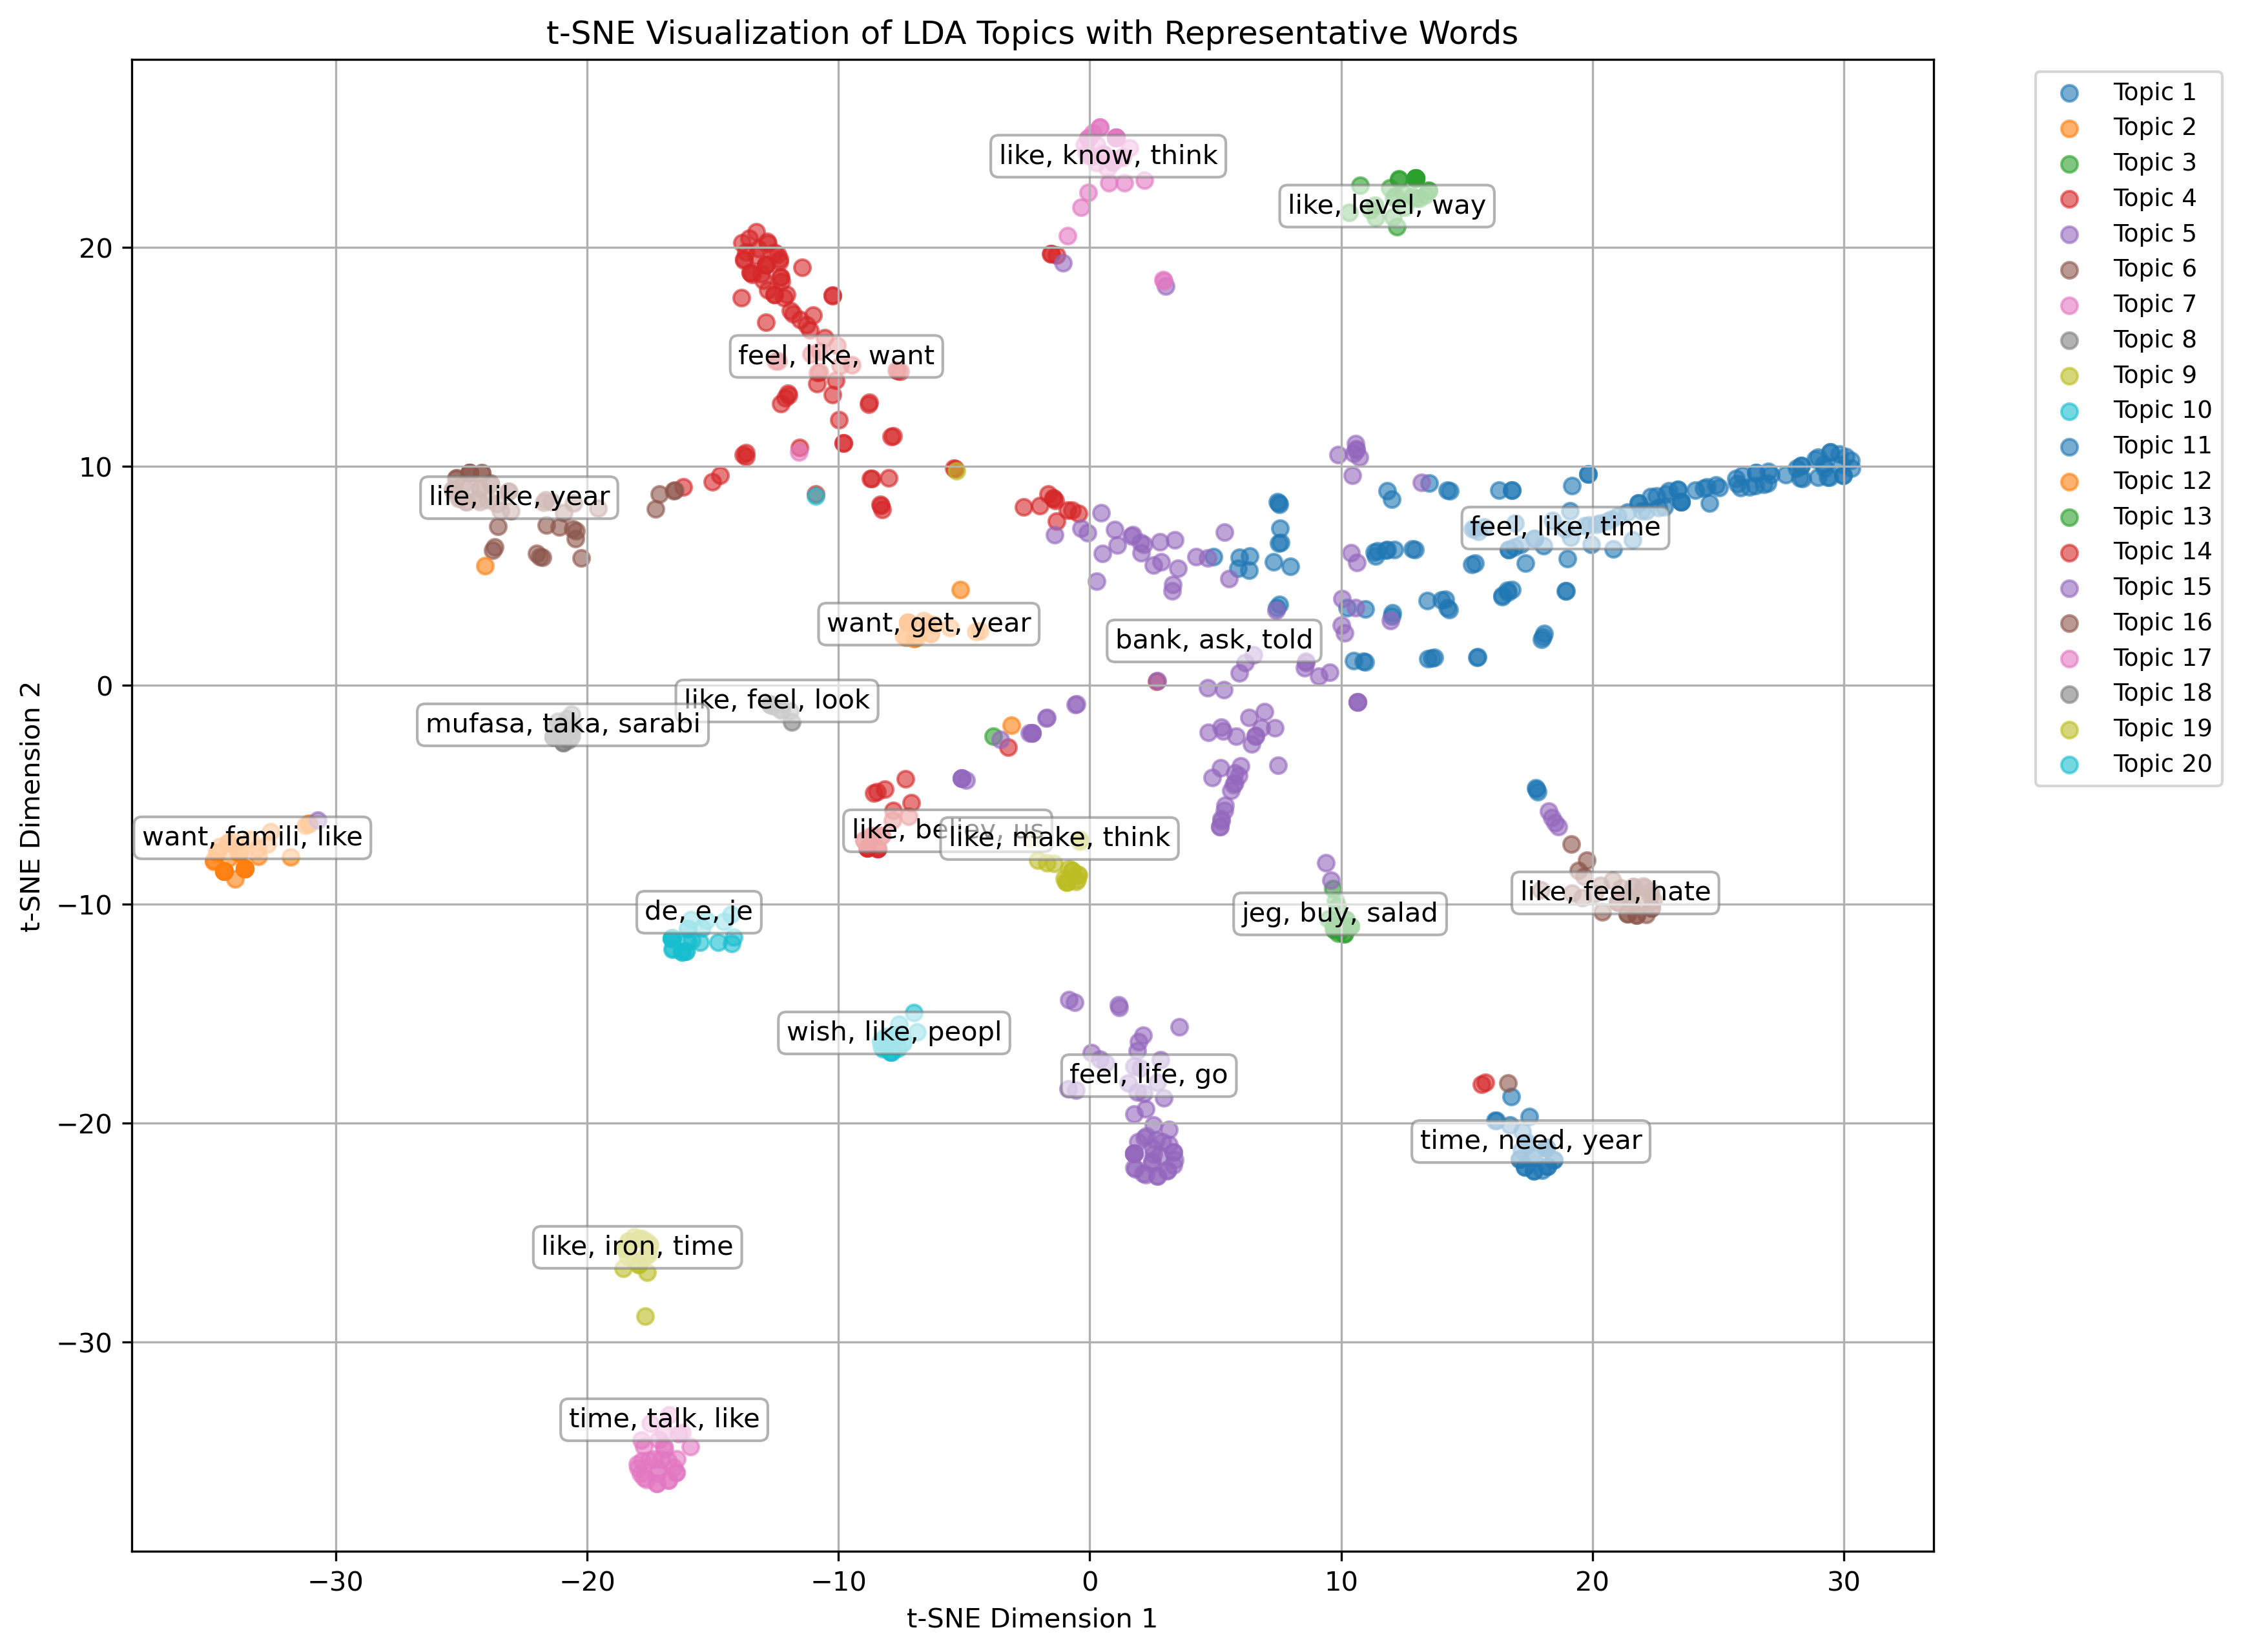 t-SNE Visualization of LDA Topics with Representative Words
like, know, think
like, level, way
feel, like, want
life, like, year
feel, like, time
want, get, year
bank, ask, told
like, feel, look
mufasa, taka, sarabi
want, famili, like
like, believ, us
like, make, think
like, feel, hate
de, e, je
jeg, buy, salad
wish, like, peopl
feel, life, go
time, need, year
like, iron, time
time, talk, like
20
10
0
−10
−20
−30
t-SNE Dimension 2
−30
−20
−10
0
10
20
30
t-SNE Dimension 1
Topic 1
Topic 2
Topic 3
Topic 4
Topic 5
Topic 6
Topic 7
Topic 8
Topic 9
Topic 10
Topic 11
Topic 12
Topic 13
Topic 14
Topic 15
Topic 16
Topic 17
Topic 18
Topic 19
Topic 20